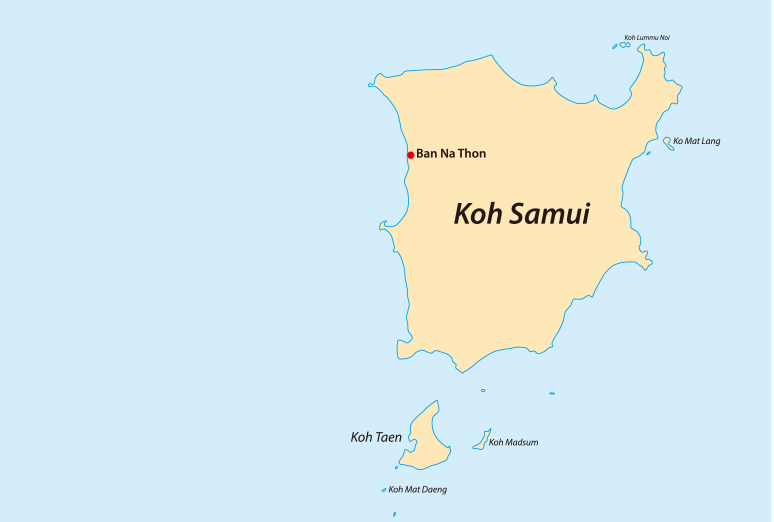 Koh Lummu Noi
Ko Mat Lang
Ban Na Thon
Koh Samui
Koh Taen
Koh Madsum
Koh Mat Daeng